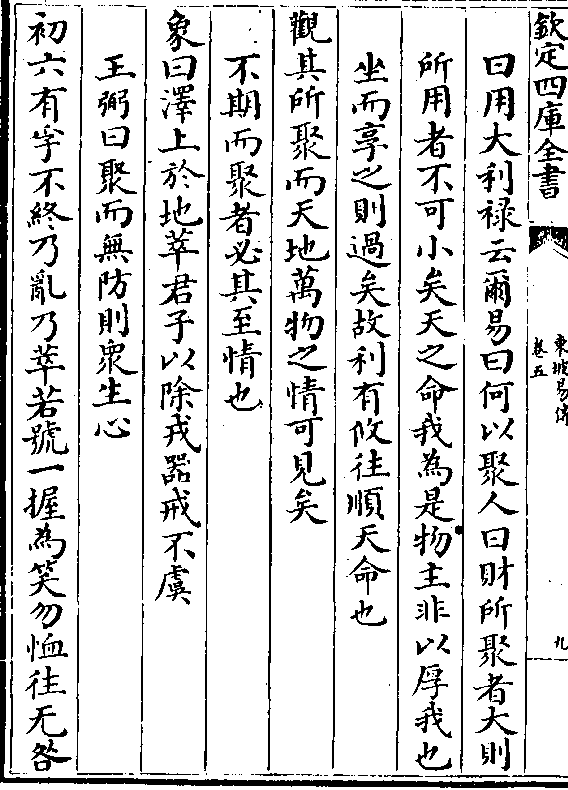 欽定四庫全書
東坡易傳
卷五
九
曰用大利禄云爾易曰何以聚人曰財所聚者大則
所用者不可小矣天之命我為是物主非以厚我也
坐而享之則過矣故利有攸往順天命也
觀其所聚而天地萬物之情可見矣
不期而聚者必其至情也
象曰澤上於地萃君子以除戎器戒不虞
王弼曰聚而無防則衆生心
初六有孚不終乃亂乃萃若號一握為笑勿恤往无咎